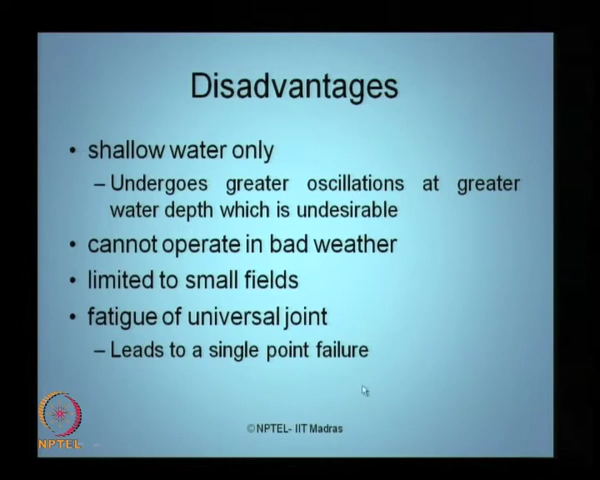 Disadvantages
• shallow water only
– Undergoes greater oscillations at greater
water depth which is undesirable
• cannot operate in bad weather
• limited to small fields
• fatigue of universal joint
– Leads to a single point failure
NPTEL
©NPTEL- IIT Madras